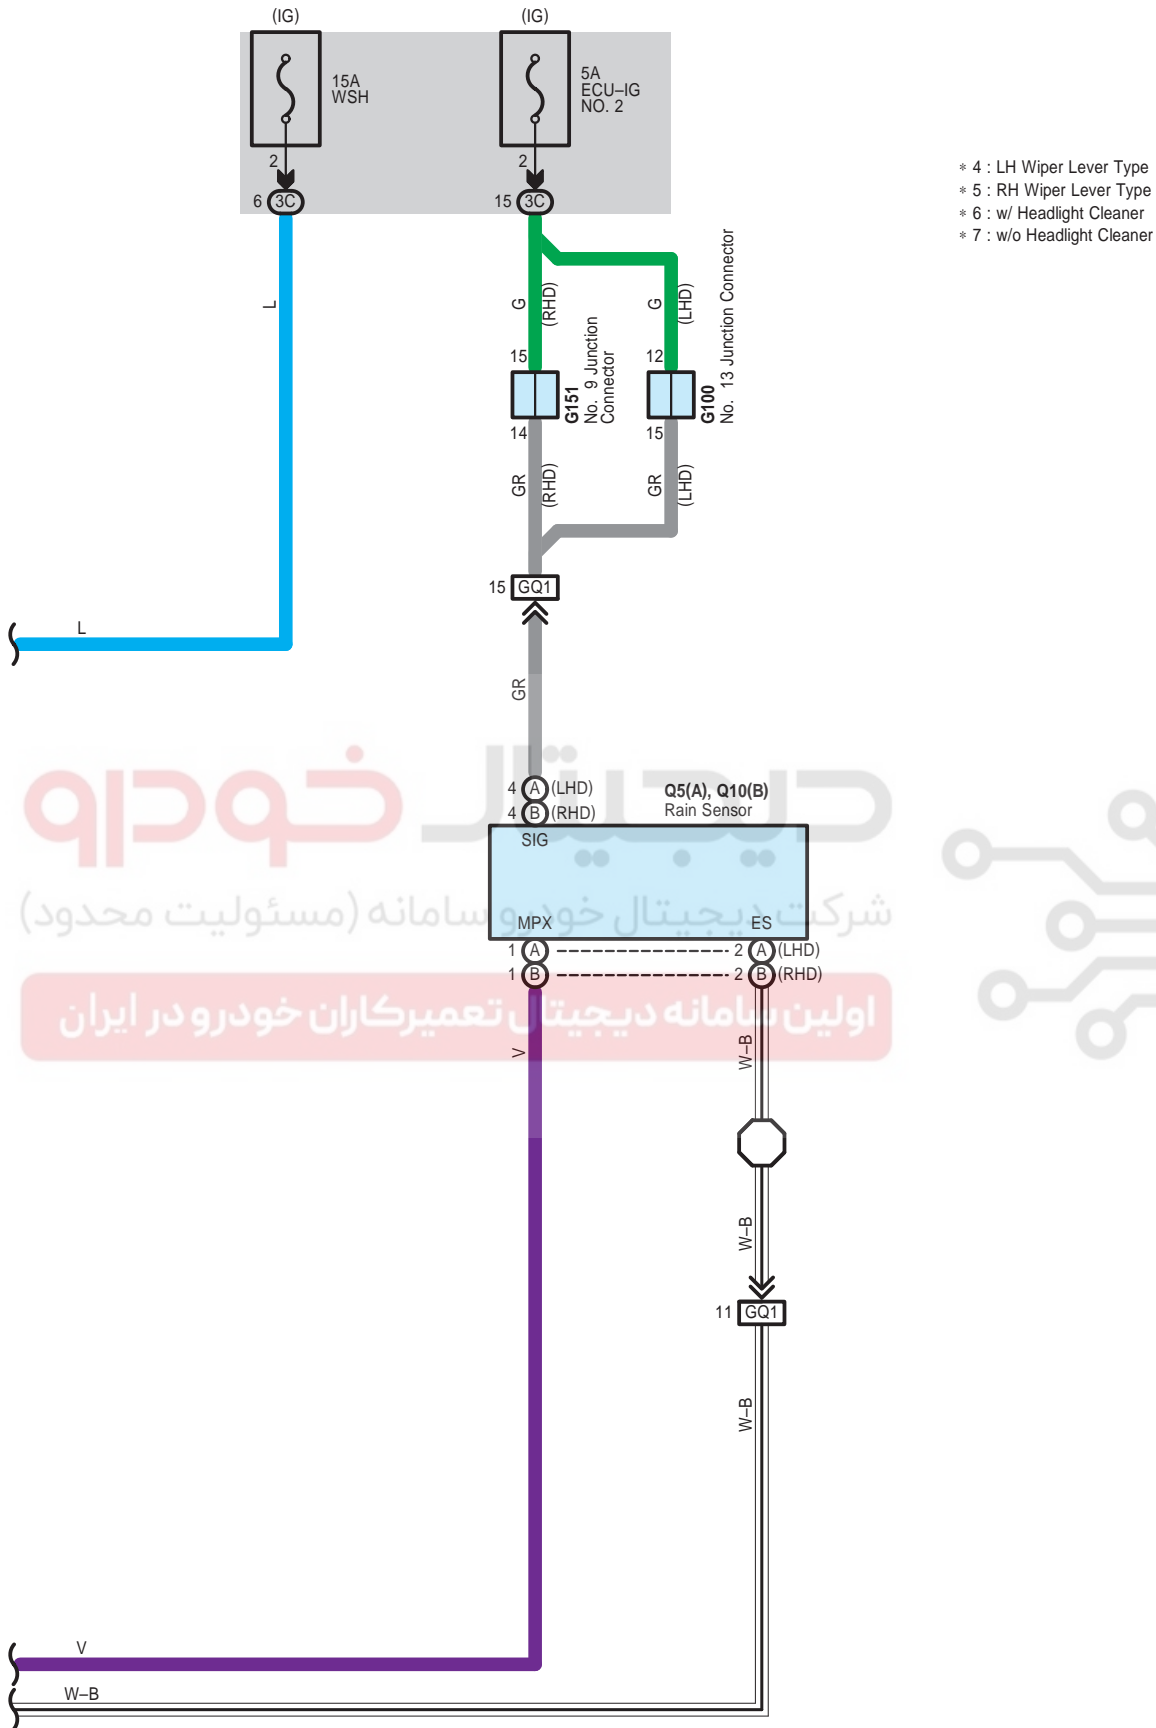 (IG)
(IG)
15A
WSH
5A
ECU–IG
NO. 2
2
2
6 3C
15 3C
* 4 : LH Wiper Lever Type
* 5 : RH Wiper Lever Type
* 6 : w/ Headlight Cleaner
* 7 : w/o Headlight Cleaner
L
G
(RHD)
G
(LHD)
15
12
G151
No. 9 Junction
Connector
G100
No. 13 Junction Connector
14
15
GR
(RHD)
GR
(LHD)
15 GQ1
L
GR
دیجیتال خودرو
4 A (LHD)
4 B (RHD)
Q5(A), Q10(B)
Rain Sensor
SIG
شرکت دیجیتال خودرو سامانه (مسئولیت محدود)
MPX
ES
1 A
2 A (LHD)
1 B
2 B (RHD)
اولین سامانه دیجیتال تعمیرکاران خودرو در ایران
V
W–B
W–B
11 GQ1
W–B
V
W–B